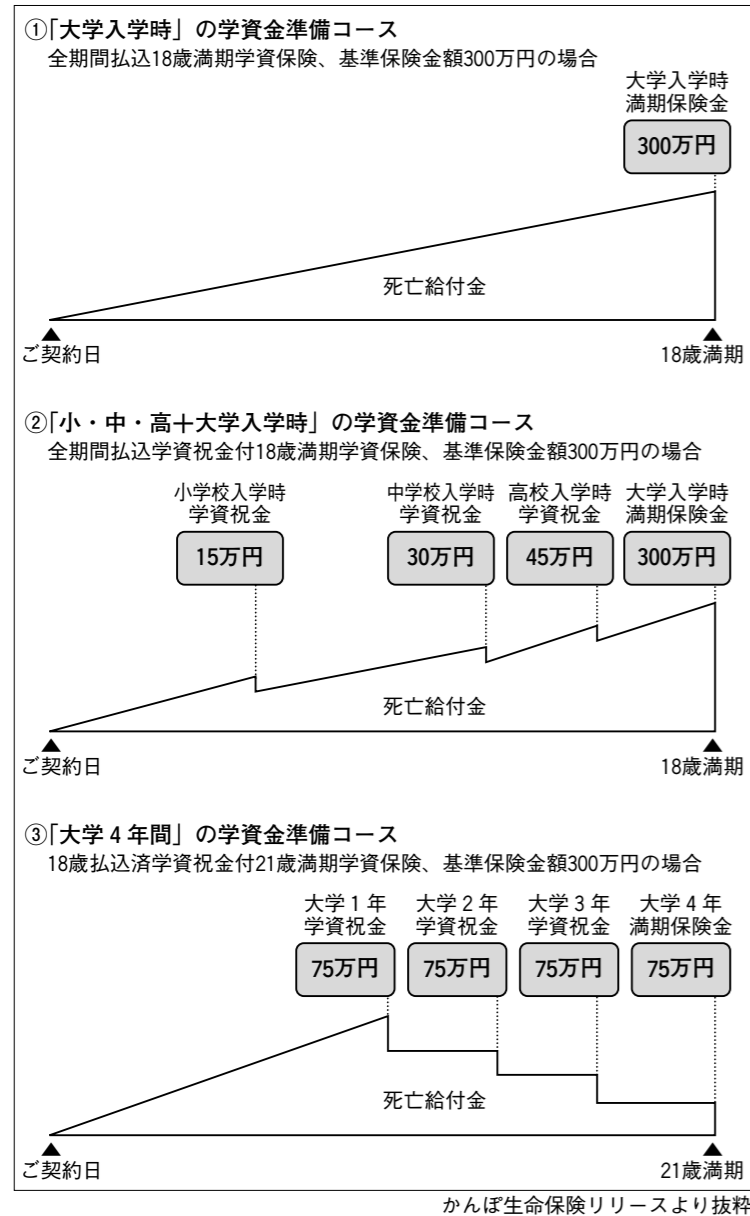 ①「大学入学時」の学資金準備コース
全期間払込18歳満期学資保険、基準保険金額300万円の場合
大学入学時
満期保険金
300万円
死亡給付金
▲ ▲
ご契約日 18歳満期
②「小・中・高＋大学入学時」の学資金準備コース
全期間払込学資祝金付18歳満期学資保険、基準保険金額300万円の場合
小学校入学時 中学校入学時 高校入学時 大学入学時
学資祝金 学資祝金 学資祝金 満期保険金
15万円 30万円 45万円 300万円
死亡給付金
▲ ▲
ご契約日 18歳満期
③「大学４年間」の学資金準備コース
18歳払込済学資祝金付21歳満期学資保険、基準保険金額300万円の場合
大学１年 大学２年 大学３年 大学４年
学資祝金 学資祝金 学資祝金 満期保険金
75万円 75万円 75万円 75万円
死亡給付金
▲ ▲
ご契約日 21歳満期
かんぽ生命保険リリースより抜粋